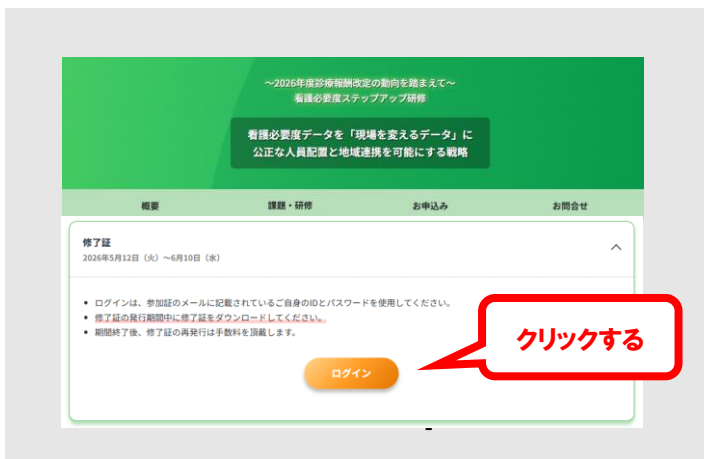 ～2026年度診療報酬改定の動向を踏まえて～
看護必要度ステップアップ研修
看護必要度データを「現場を変えるデータ」に
公正な人員配置と地域連携を可能にする戦略
概要
課題・研修
お申込み
お問合せ
修了証
2026年5月12日（火）～6月10日（水）
• ログインは、参加証のメールに記載されているご自身のIDとパスワードを使用してください。
• 修了証の発行期間中に修了証をダウンロードしてください。
• 期間終了後、修了証の再発行は手数料を頂戴します。
クリックする
ログイン